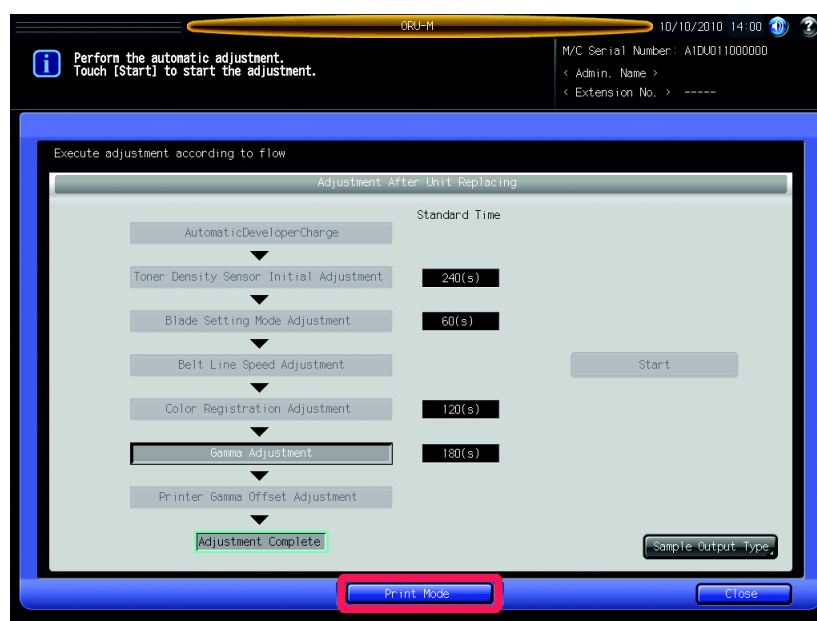 ORU-M
10/10/2010 14:00
Perform the automatic adjustment.
Touch [Start] to start the adjustment.
M/C Serial Number: A1DU011000000
< Admin. Name >
< Extension No. > -----
Execute adjustment according to flow
Adjustment After Unit Replacing
Standard Time
AutomaticDeveloperCharge
Toner Density Sensor Initial Adjustment 240(s)
Blade Setting Mode Adjustment 60(s)
Belt Line Speed Adjustment
Start
Color Registration Adjustment 120(s)
Gamma Adjustment 180(s)
Printer Gamma Offset Adjustment
Adjustment Complete
Sample Output Type
Print Mode
Close